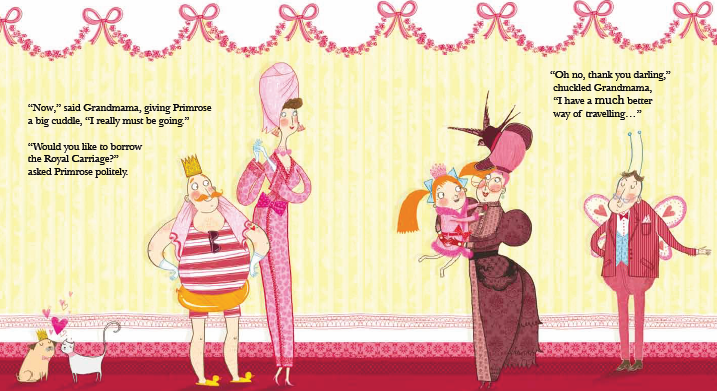 “Now,” said Grandmama, giving Primrose
a big cuddle, “I really must be going.”
“Would you like to borrow
the Royal Carriage?”
asked Primrose politely.
“Oh no, thank you darling,”
chuckled Grandmama,
“I have a much better
way of travelling…”